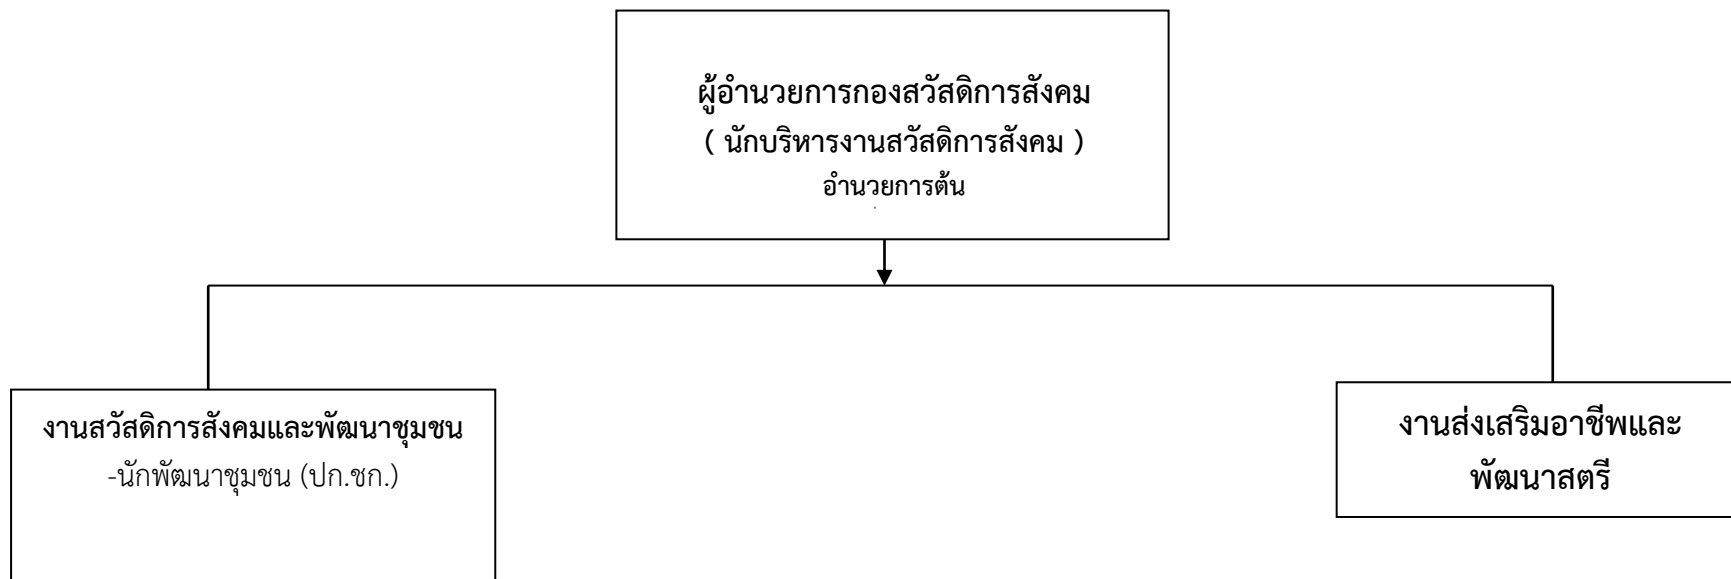 ผู้อำนวยการกองสวัสดิการสังคม
( นักบริหารงานสวัสดิการสังคม )
อำนวยการต้น
งานสวัสดิการสังคมและพัฒนาชุมชน
-นักพัฒนาชุมชน (ปก.ชก.)
งานส่งเสริมอาชีพและ
พัฒนาสตรี